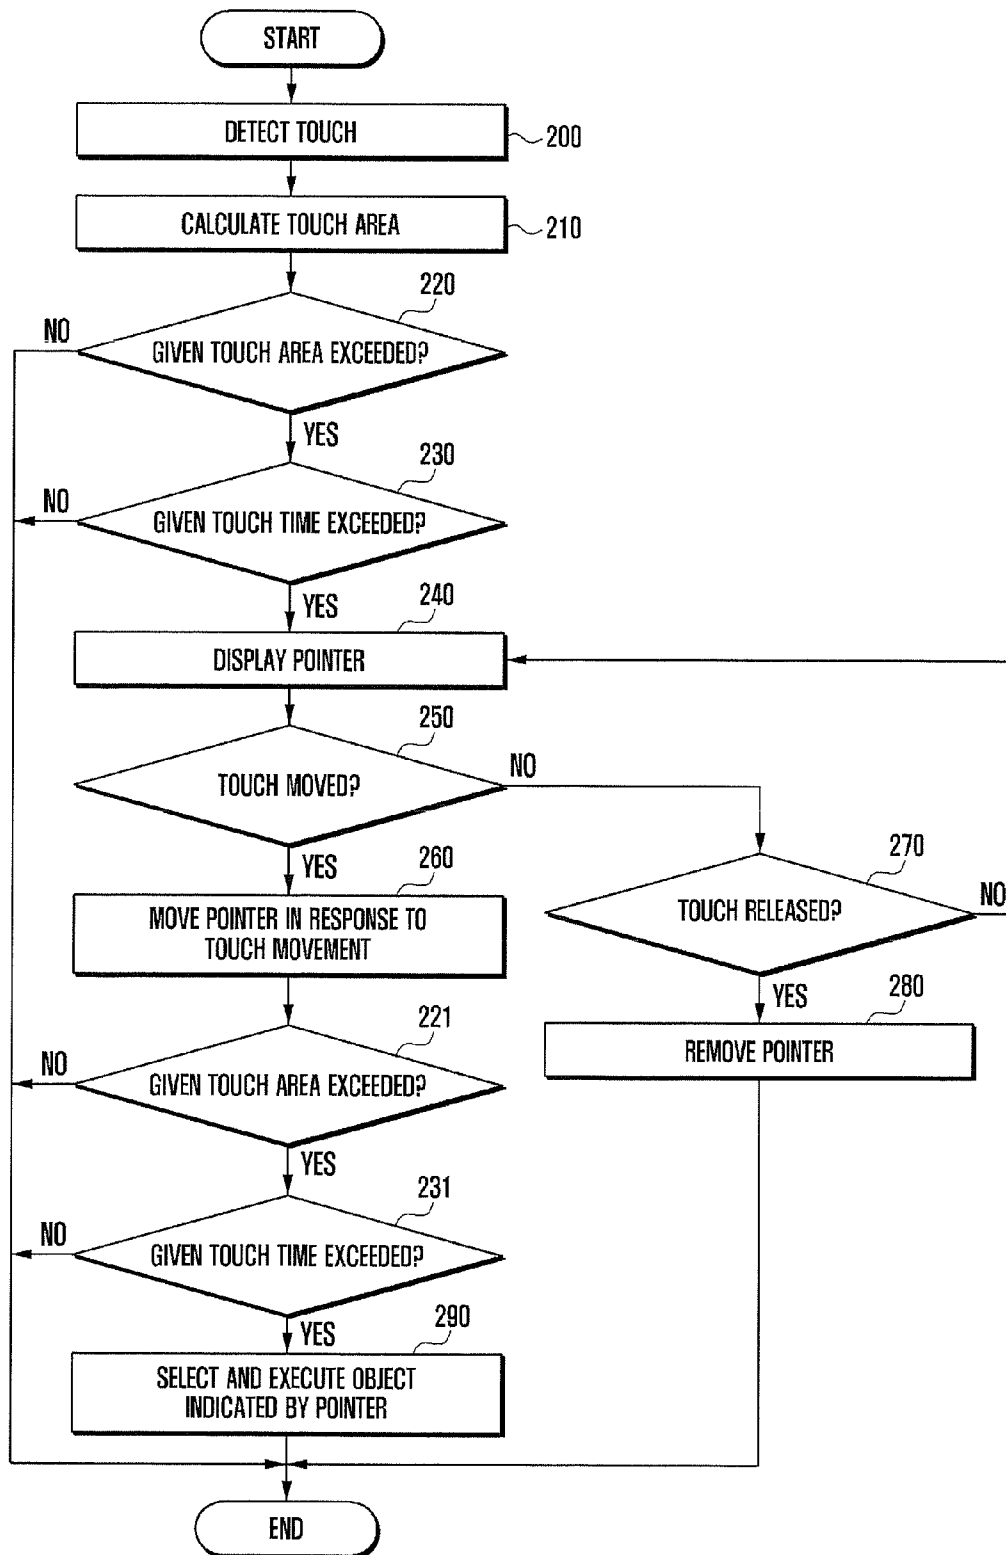 START
DETECT TOUCH
200
CALCULATE TOUCH AREA
210
220
NO
GIVEN TOUCH AREA EXCEEDED?
YES
230
NO
GIVEN TOUCH TIME EXCEEDED?
YES
240
DISPLAY POINTER
250
TOUCH MOVED?
NO
YES
260
MOVE POINTER IN RESPONSE TO
TOUCH MOVEMENT
270
TOUCH RELEASED?
NO
YES
280
REMOVE POINTER
221
NO
GIVEN TOUCH AREA EXCEEDED?
YES
231
NO
GIVEN TOUCH TIME EXCEEDED?
YES
290
SELECT AND EXECUTE OBJECT
INDICATED BY POINTER
END